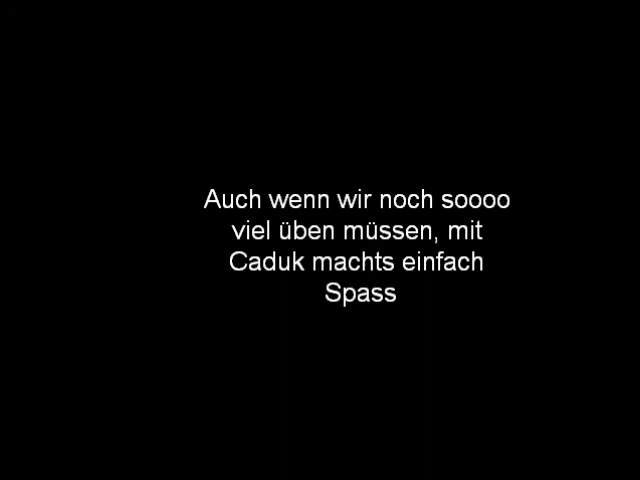 Auch wenn wir noch soooo
viel üben müssen, mit
Caduk machts einfach
Spass